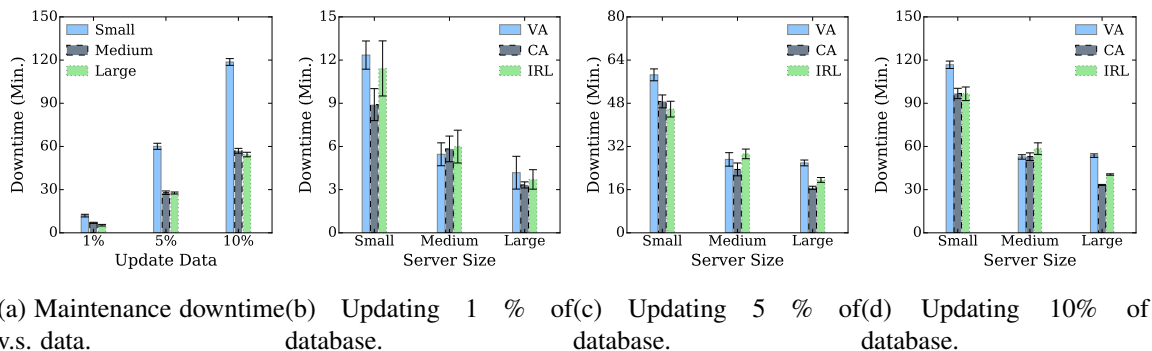 150
120
90
60
30
0
Downtime (Min.)
Small
Medium
Large
1% 5% 10%
Update Data
15
12
9
6
3
0
Downtime (Min.)
VA
CA
IRL
Small Medium Large
Server Size
80
64
48
32
16
0
Downtime (Min.)
VA
CA
IRL
Small Medium Large
Server Size
150
120
90
60
30
0
Downtime (Min.)
VA
CA
IRL
Small Medium Large
Server Size
(a) Maintenance downtime
v.s. data.
(b) Updating 1 % of
database.
(c) Updating 5 % of
database.
(d) Updating 10% of
database.